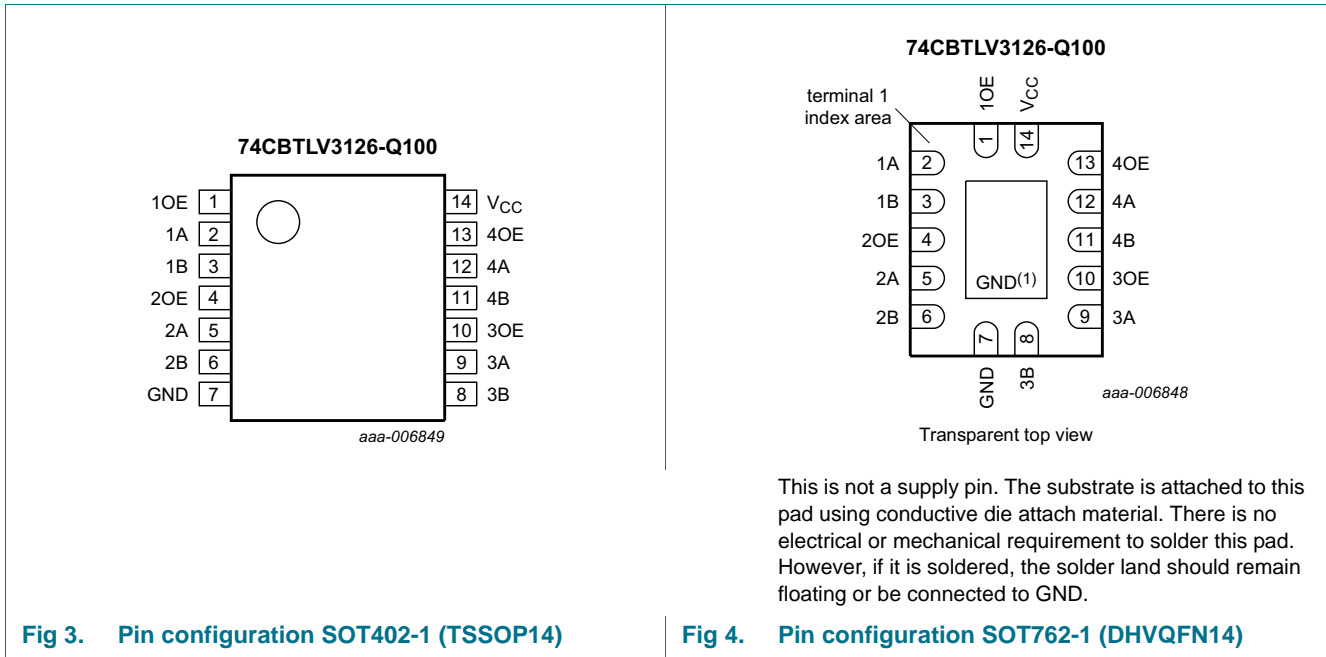 74CBTLV3126-Q100
1OE 1
1A 2
1B 3
2OE 4
2A 5
2B 6
GND 7
14 VCC
13 4OE
12 4A
11 4B
10 3OE
9 3A
8 3B
aaa-006849
74CBTLV3126-Q100
terminal 1
index area
1OE
VCC
1
14
1A 2
1B 3
2OE 4
2A 5
2B 6
13 4OE
12 4A
11 4B
10 3OE
9 3A
GND(1)
7
8
GND
3B
aaa-006848
Transparent top view
This is not a supply pin. The substrate is attached to this
pad using conductive die attach material. There is no
electrical or mechanical requirement to solder this pad.
However, if it is soldered, the solder land should remain
floating or be connected to GND.
Fig 3. Pin configuration SOT402-1 (TSSOP14)
Fig 4. Pin configuration SOT762-1 (DHVQFN14)